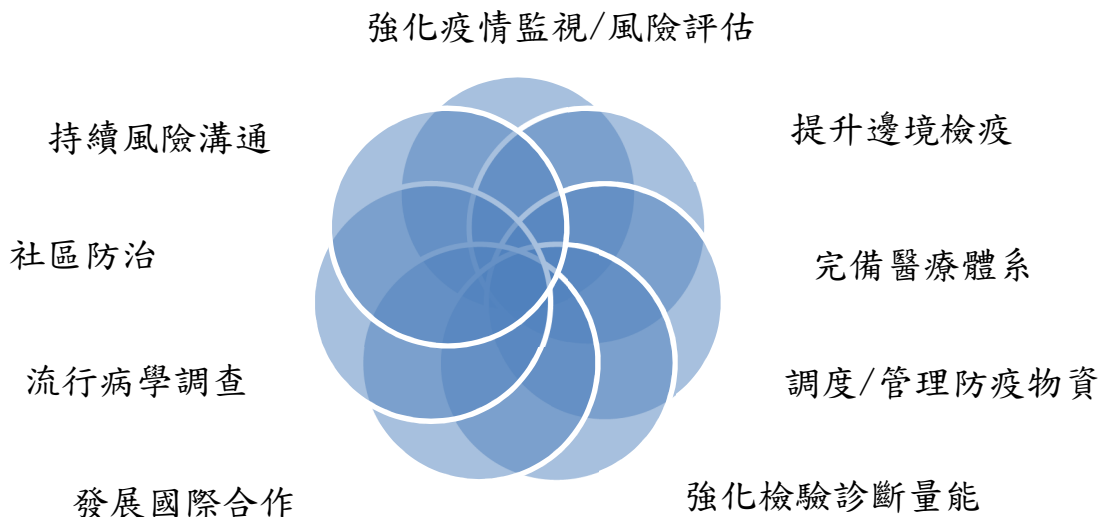 強化疫情監視/風險評估
持續風險溝通
提升邊境檢疫
社區防治
完備醫療體系
流行病學調查
調度/管理防疫物資
發展國際合作
強化檢驗診斷量能